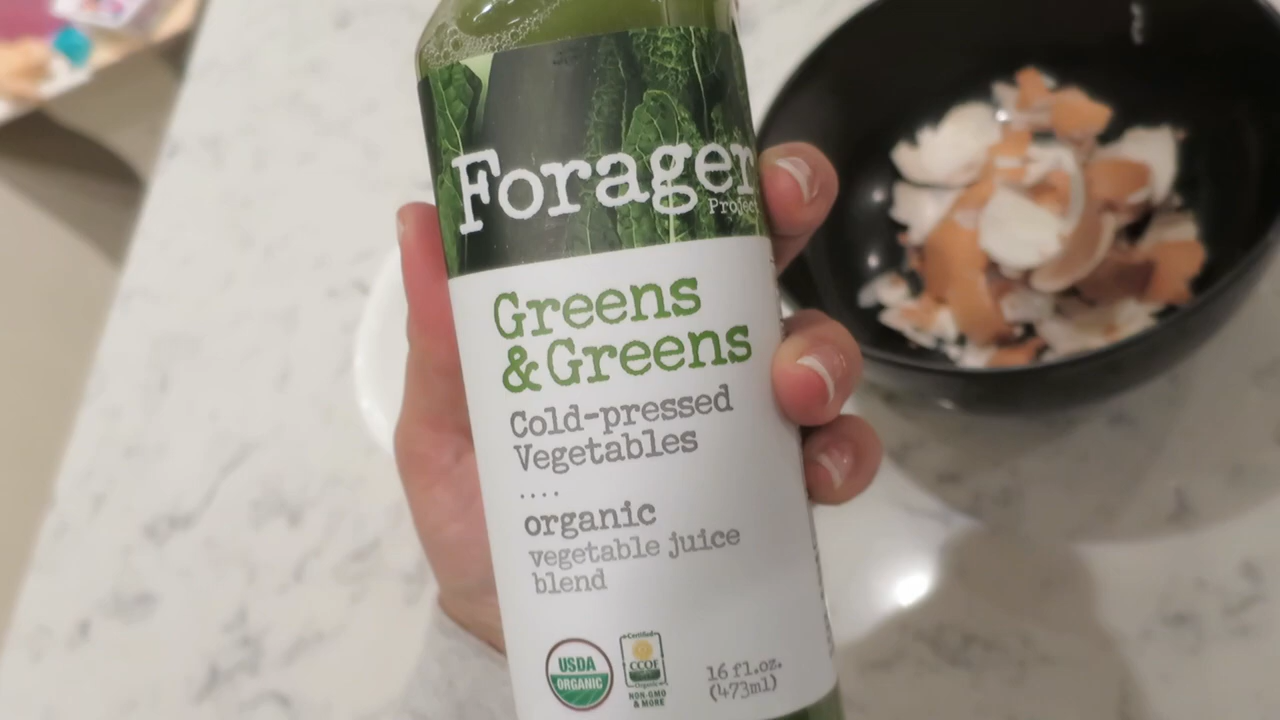 Forager
Project
Greens
&Greens
Cold-pressed
Vegetables
....
organic
vegetable juice
blend
USDA
ORGANIC
Certified
CCOF
Organic
NON-GMO
& MORE
16 fl.oz.
(473ml)